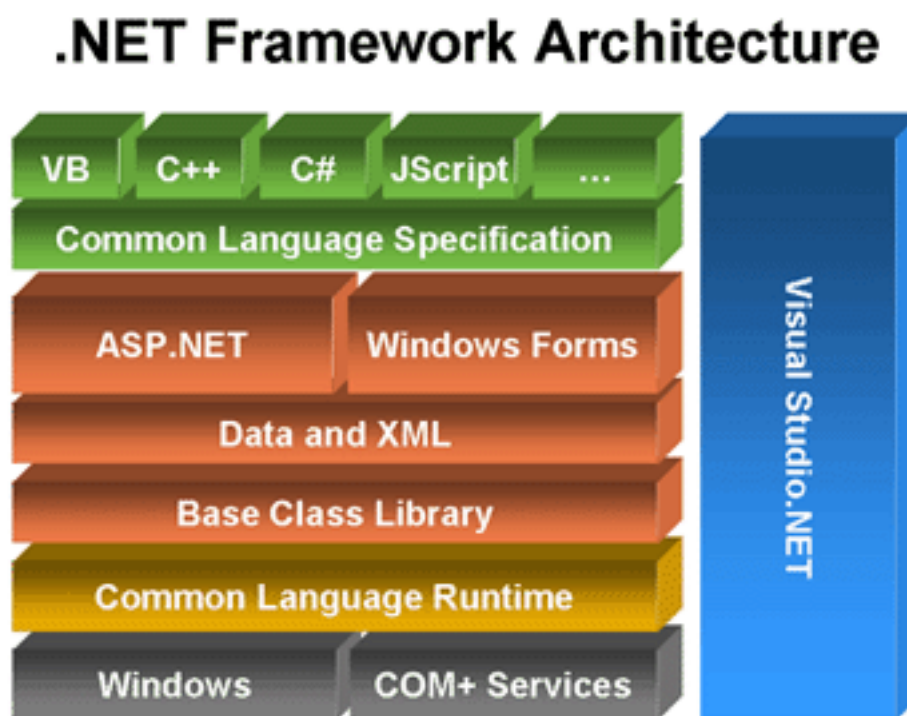 .NET Framework Architecture
VB C++ C# JScript ...
Common Language Specification
ASP.NET Windows Forms
Data and XML
Base Class Library
Common Language Runtime
Windows COM+ Services
Visual Studio.NET